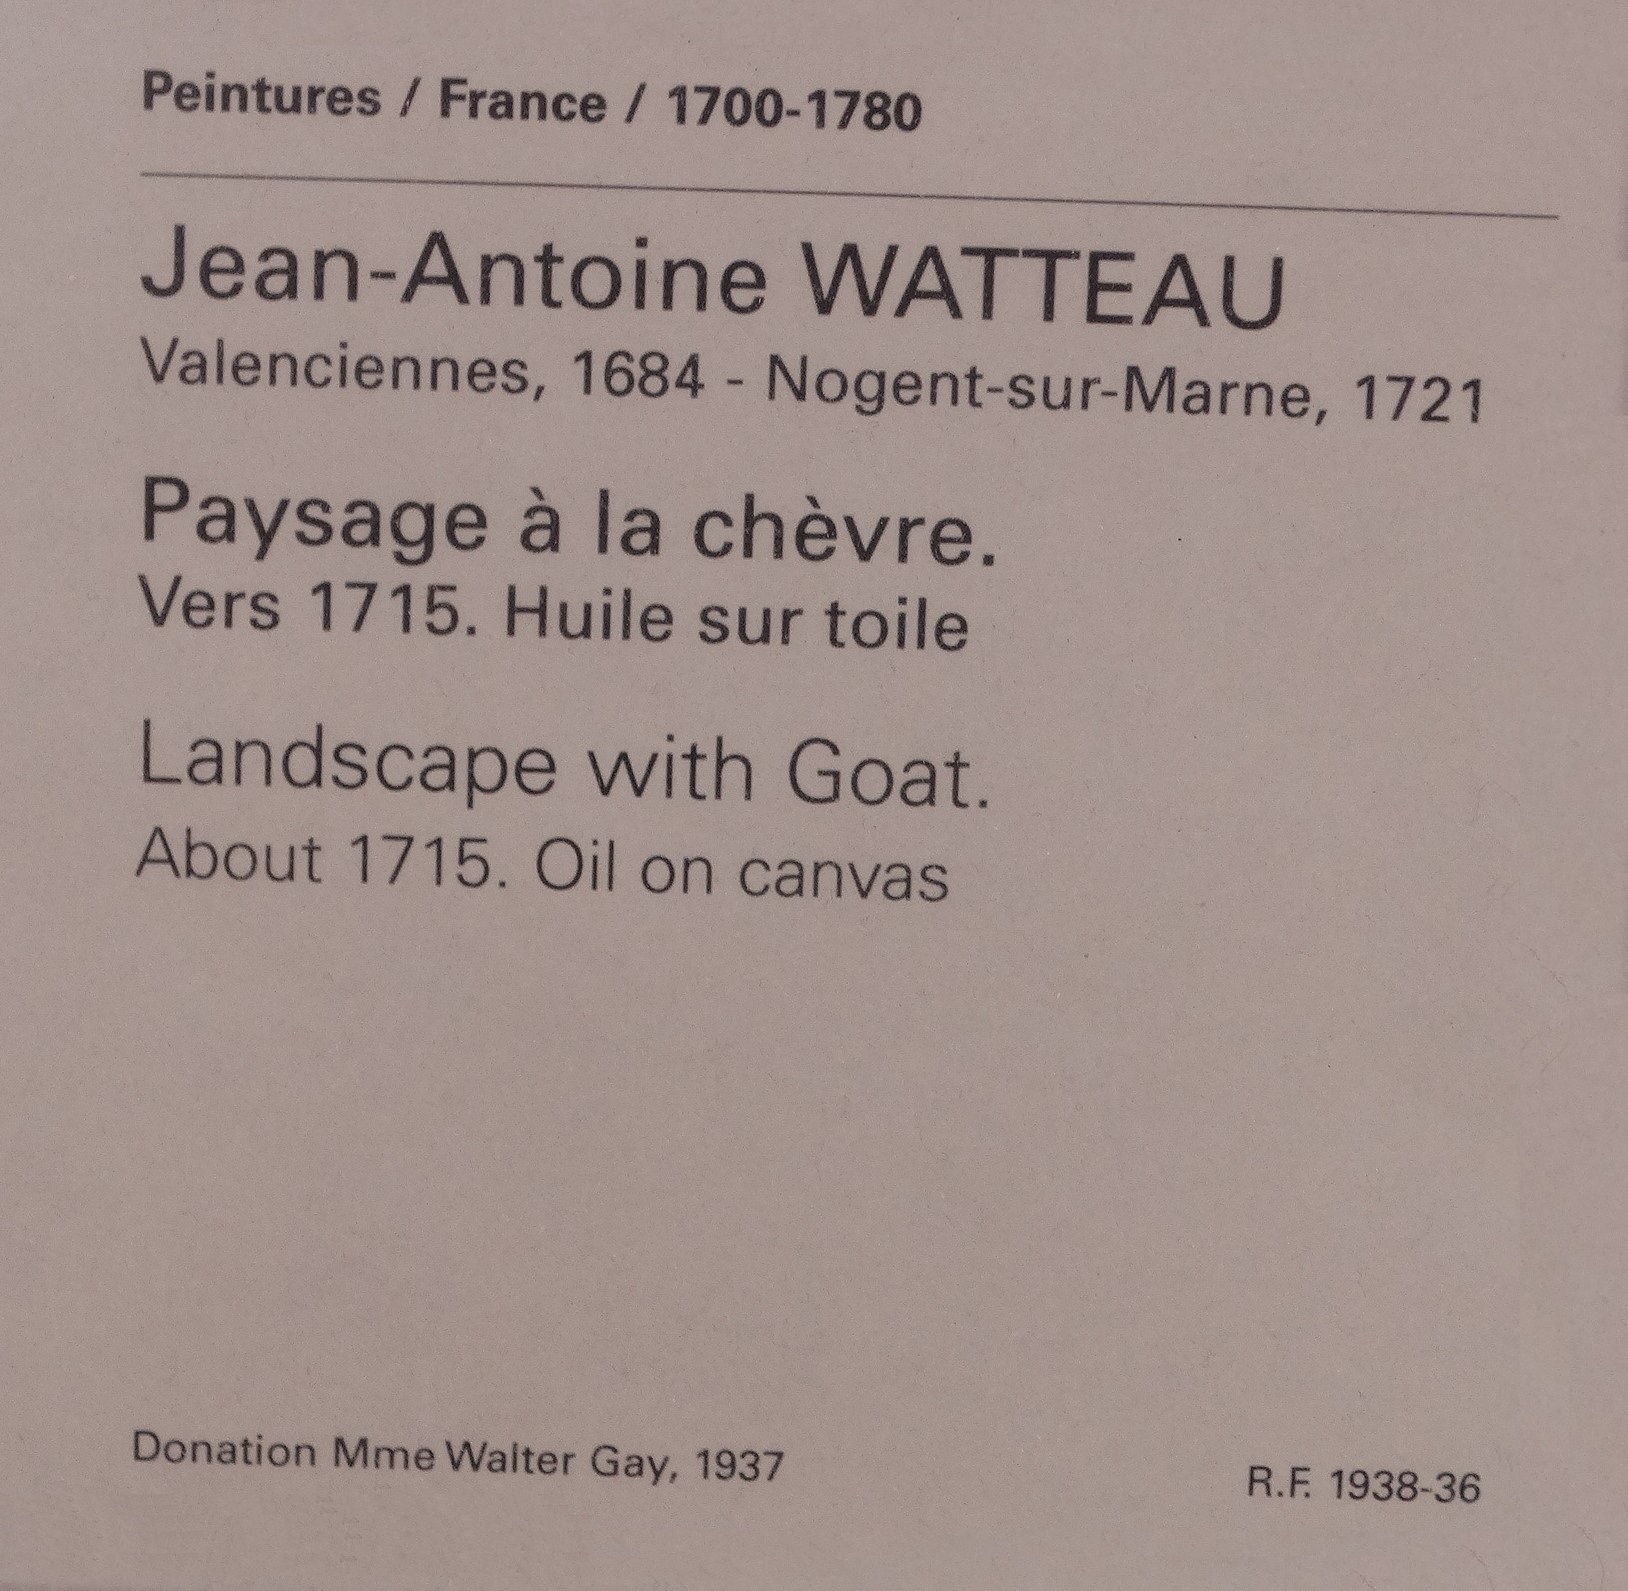 Peintures / France / 1700-1780
Jean-Antoine WATTEAU
Valenciennes, 1684 - Nogent-sur-Marne, 1721
Paysage à la chèvre.
Vers 1715. Huile sur toile
Landscape with Goat.
About 1715. Oil on canvas
Donation Mme Walter Gay, 1937
R.F. 1938-36